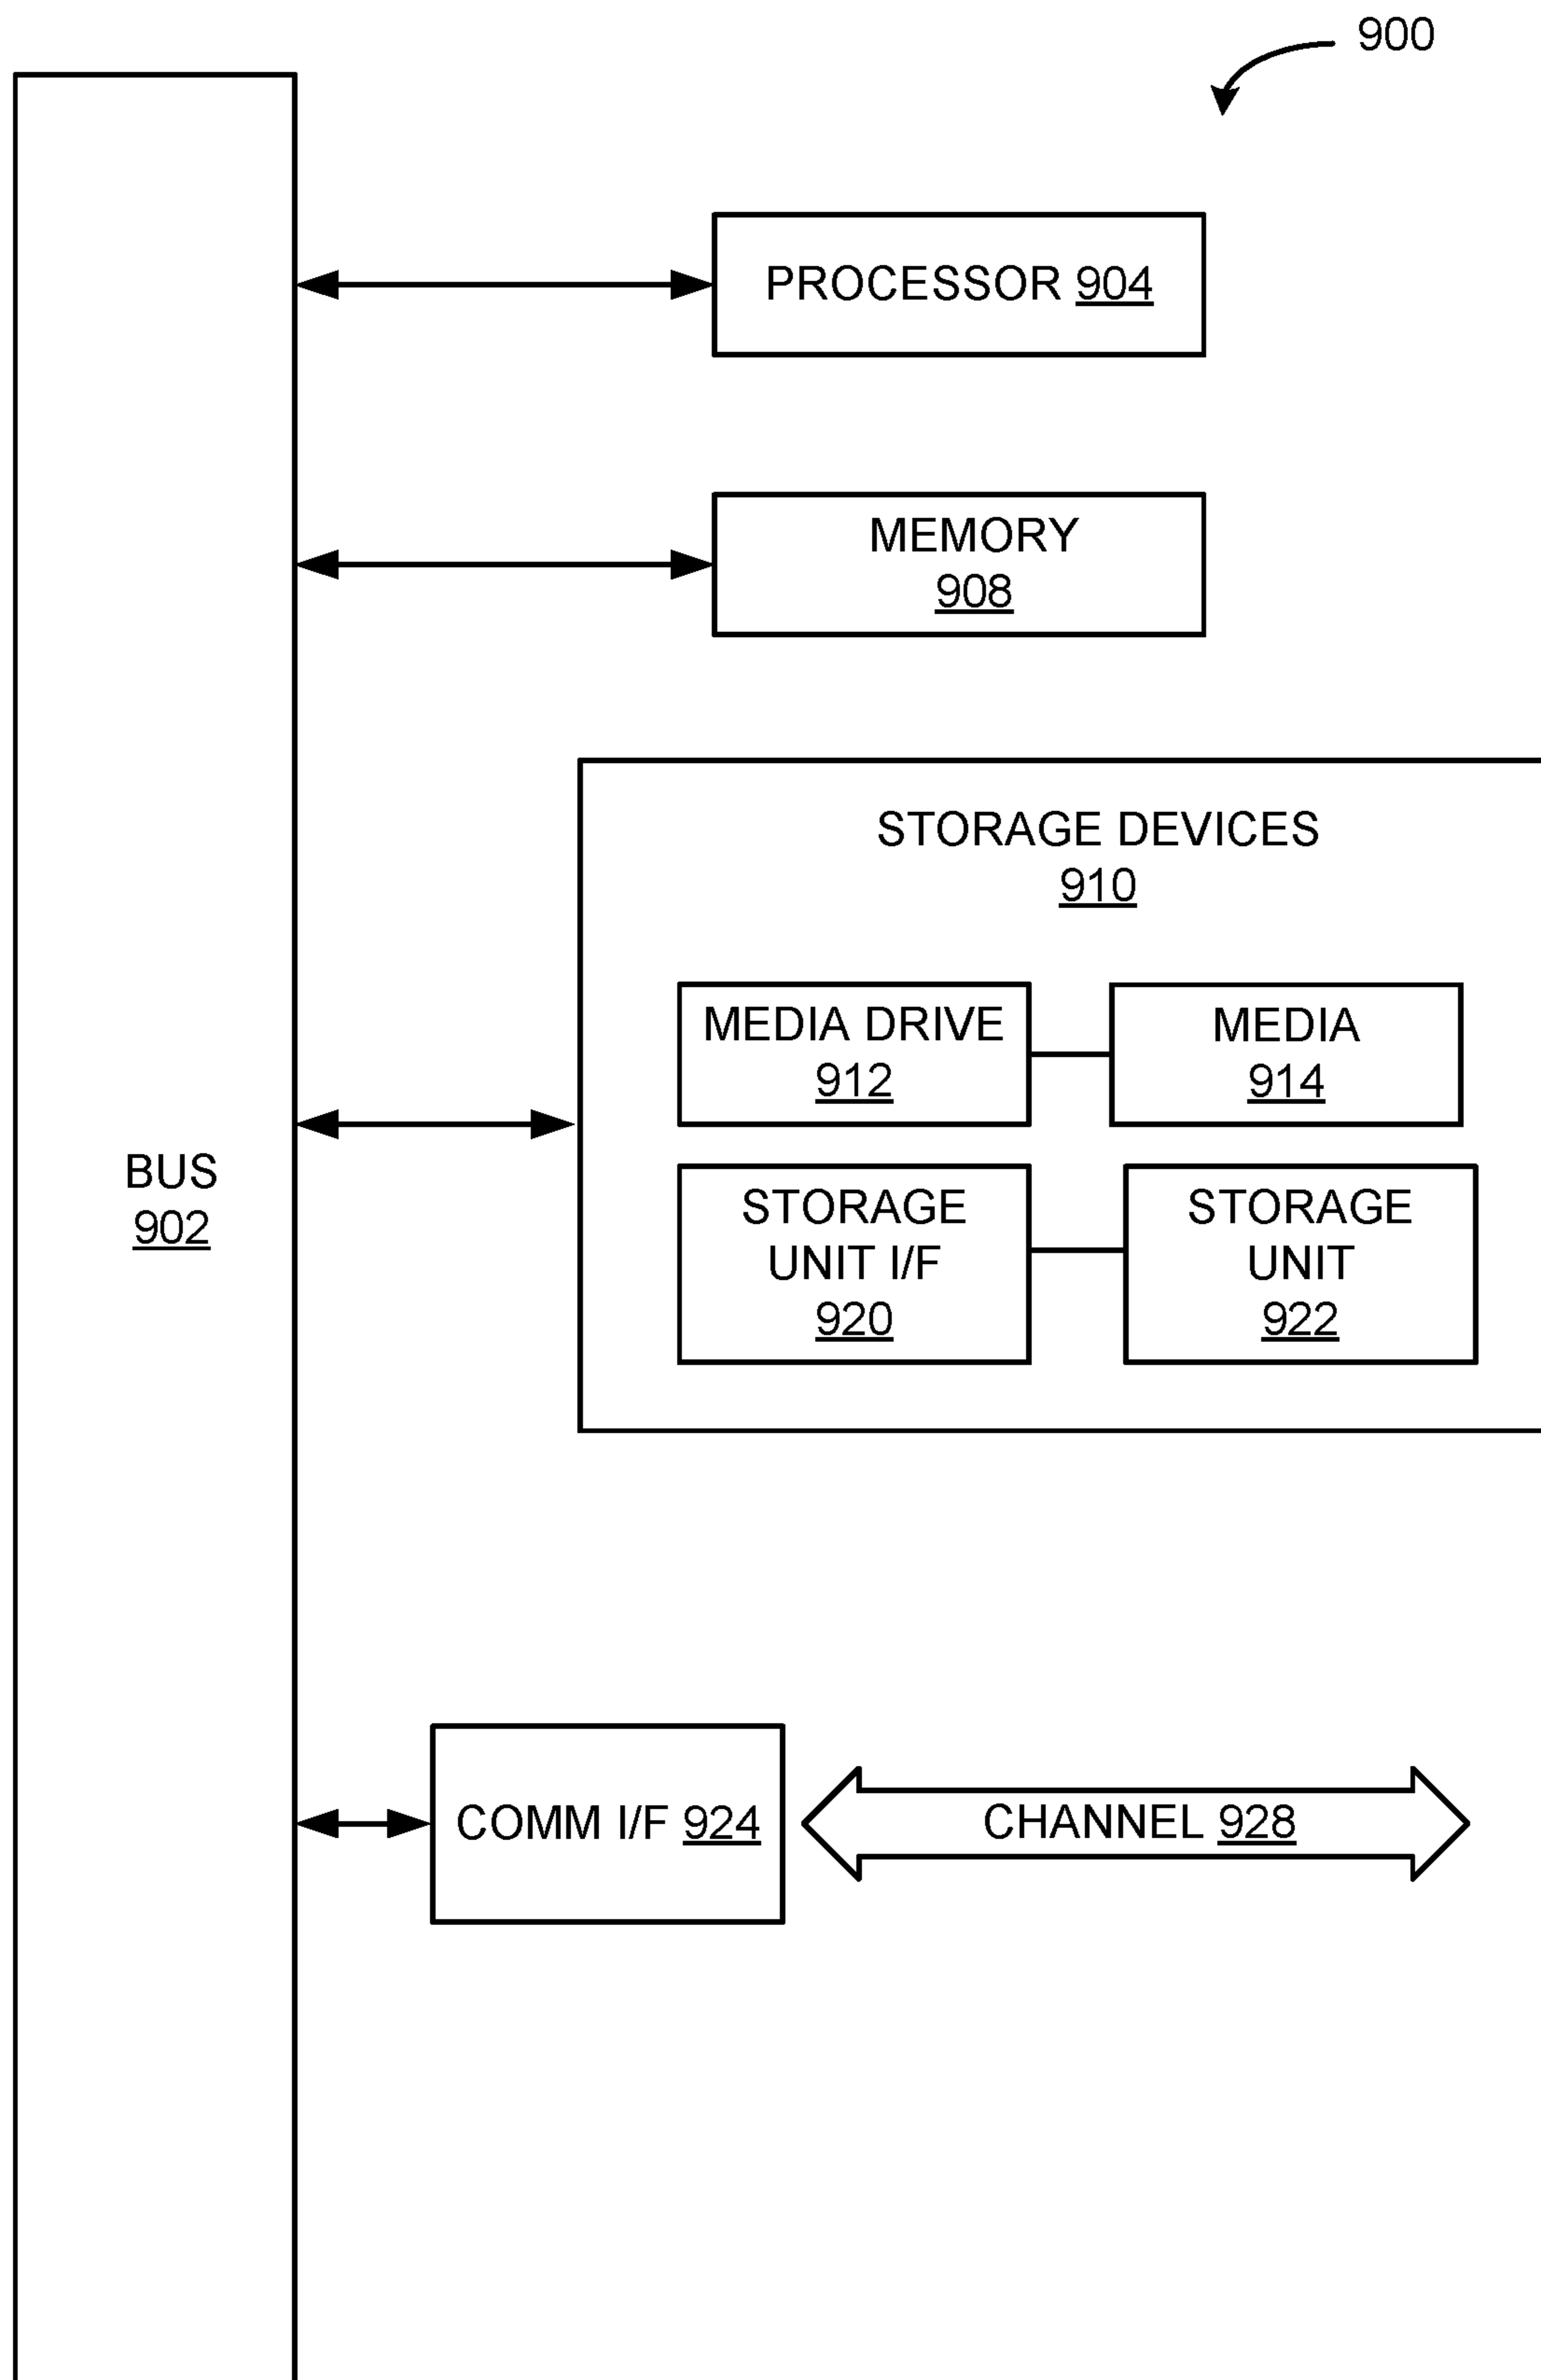 900
PROCESSOR 904
MEMORY
908
STORAGE DEVICES
910
MEDIA DRIVE
912
MEDIA
914
BUS
902
STORAGE
UNIT I/F
920
STORAGE
UNIT
922
COMM I/F 924
CHANNEL 928